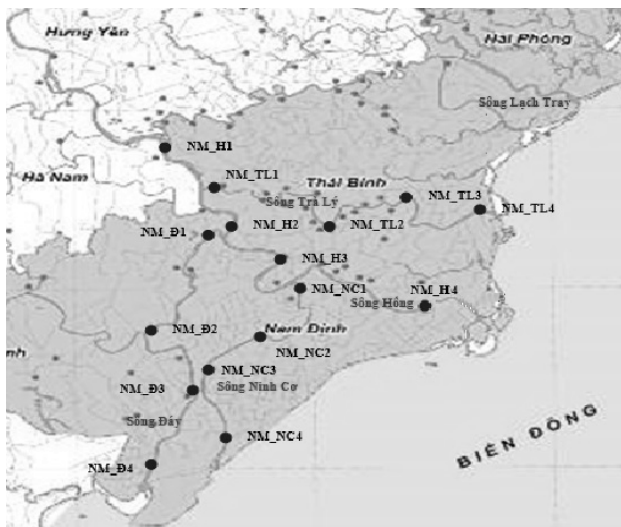 Hưng Yên
Hải Phòng
Sông Lạch Tray
NM_H1
Hà Nam
NM_TL1
Thái Bình
Sông Trà Lý
NM_TL3
NM_TL4
NM_Đ1
NM_H2
NM_TL2
NM_H3
NM_NC1
NM_H4
Sông Hồng
NM_Đ2
Nam Định
NM_NC2
NM_NC3
NM_Đ3
Sông Ninh Cơ
Sông Đáy
NM_NC4
BIỂN ĐÔNG
NM_Đ4